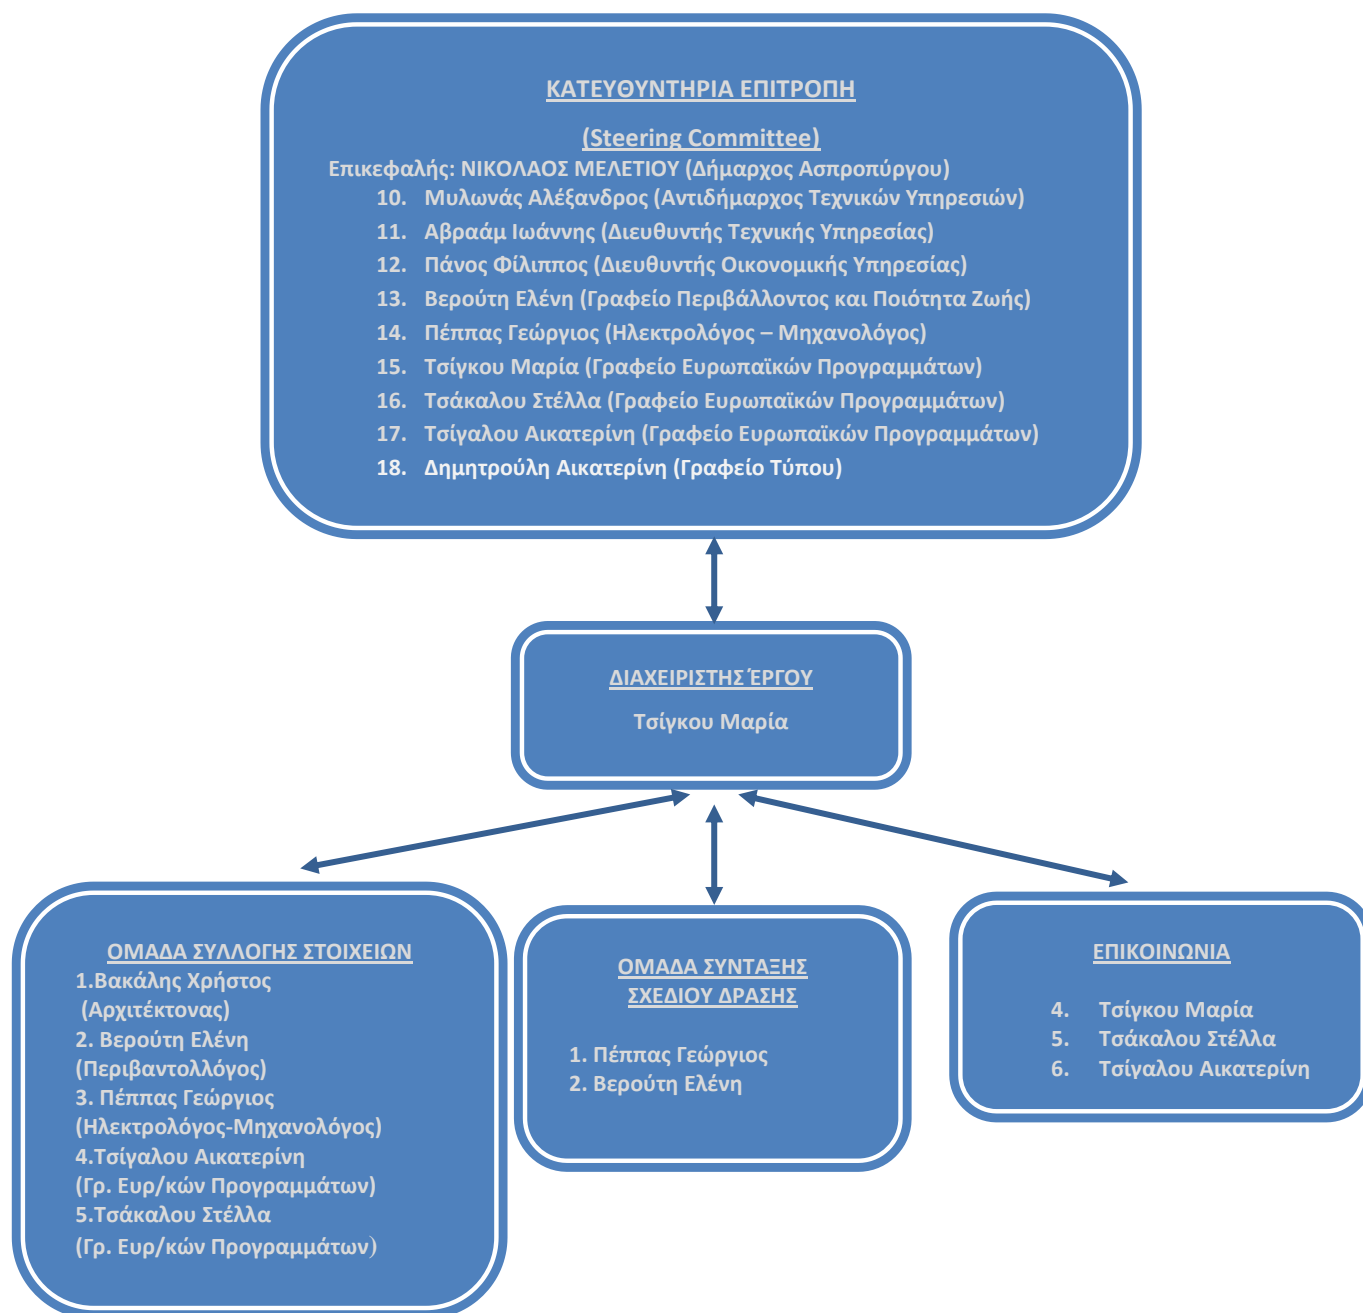 ΚΑΤΕΥΘΥΝΤΗΡΙΑ ΕΠΙΤΡΟΠΗ
(Steering Committee)
Επικεφαλής: ΝΙΚΟΛΑΟΣ ΜΕΛΕΤΙΟΥ (Δήμαρχος Ασπροπύργου)
10. Μυλωνάς Αλέξανδρος (Αντιδήμαρχος Τεχνικών Υπηρεσιών)
11. Αβραάμ Ιωάννης (Διευθυντής Τεχνικής Υπηρεσίας)
12. Πάνος Φίλιππος (Διευθυντής Οικονομικής Υπηρεσίας)
13. Βερούτη Ελένη (Γραφείο Περιβάλλοντος και Ποιότητα Ζωής)
14. Πέππας Γεώργιος (Ηλεκτρολόγος – Μηχανολόγος)
15. Τσίγκου Μαρία (Γραφείο Ευρωπαϊκών Προγραμμάτων)
16. Τσάκαλου Στέλλα (Γραφείο Ευρωπαϊκών Προγραμμάτων)
17. Τσίγαλου Αικατερίνη (Γραφείο Ευρωπαϊκών Προγραμμάτων)
18. Δημητρούλη Αικατερίνη (Γραφείο Τύπου)
ΔΙΑΧΕΙΡΙΣΤΗΣ ΈΡΓΟΥ
Τσίγκου Μαρία
ΟΜΑΔΑ ΣΥΛΛΟΓΗΣ ΣΤΟΙΧΕΙΩΝ
1.Βακάλης Χρήστος
(Αρχιτέκτονας)
2. Βερούτη Ελένη
(Περιβαντολλόγος)
3. Πέππας Γεώργιος
(Ηλεκτρολόγος-Μηχανολόγος)
4.Τσίγαλου Αικατερίνη
(Γρ. Ευρ/κών Προγραμμάτων)
5.Τσάκαλου Στέλλα
(Γρ. Ευρ/κών Προγραμμάτων)
ΟΜΑΔΑ ΣΥΝΤΑΞΗΣ
ΣΧΕΔΙΟΥ ΔΡΑΣΗΣ
1. Πέππας Γεώργιος
2. Βερούτη Ελένη
ΕΠΙΚΟΙΝΩΝΙΑ
4. Τσίγκου Μαρία
5. Τσάκαλου Στέλλα
6. Τσίγαλου Αικατερίνη